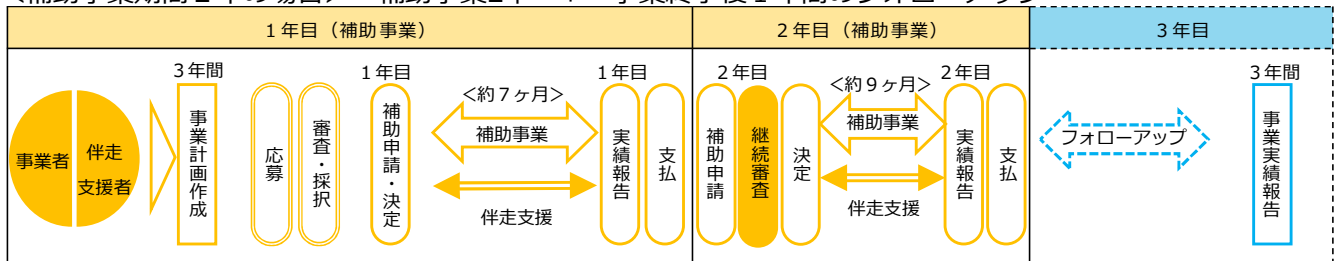 1年目（補助事業）
2年目（補助事業）
3年目
事業者
伴走
支援者
3年間
事業計画作成
応募
審査・採択
1年目
補助申請・決定
<約7ヶ月>
補助事業
伴走支援
1年目
実績報告
支払
2年目
補助申請
継続審査
決定
<約9ヶ月>
補助事業
伴走支援
2年目
実績報告
支払
フォローアップ
3年間
事業実績報告